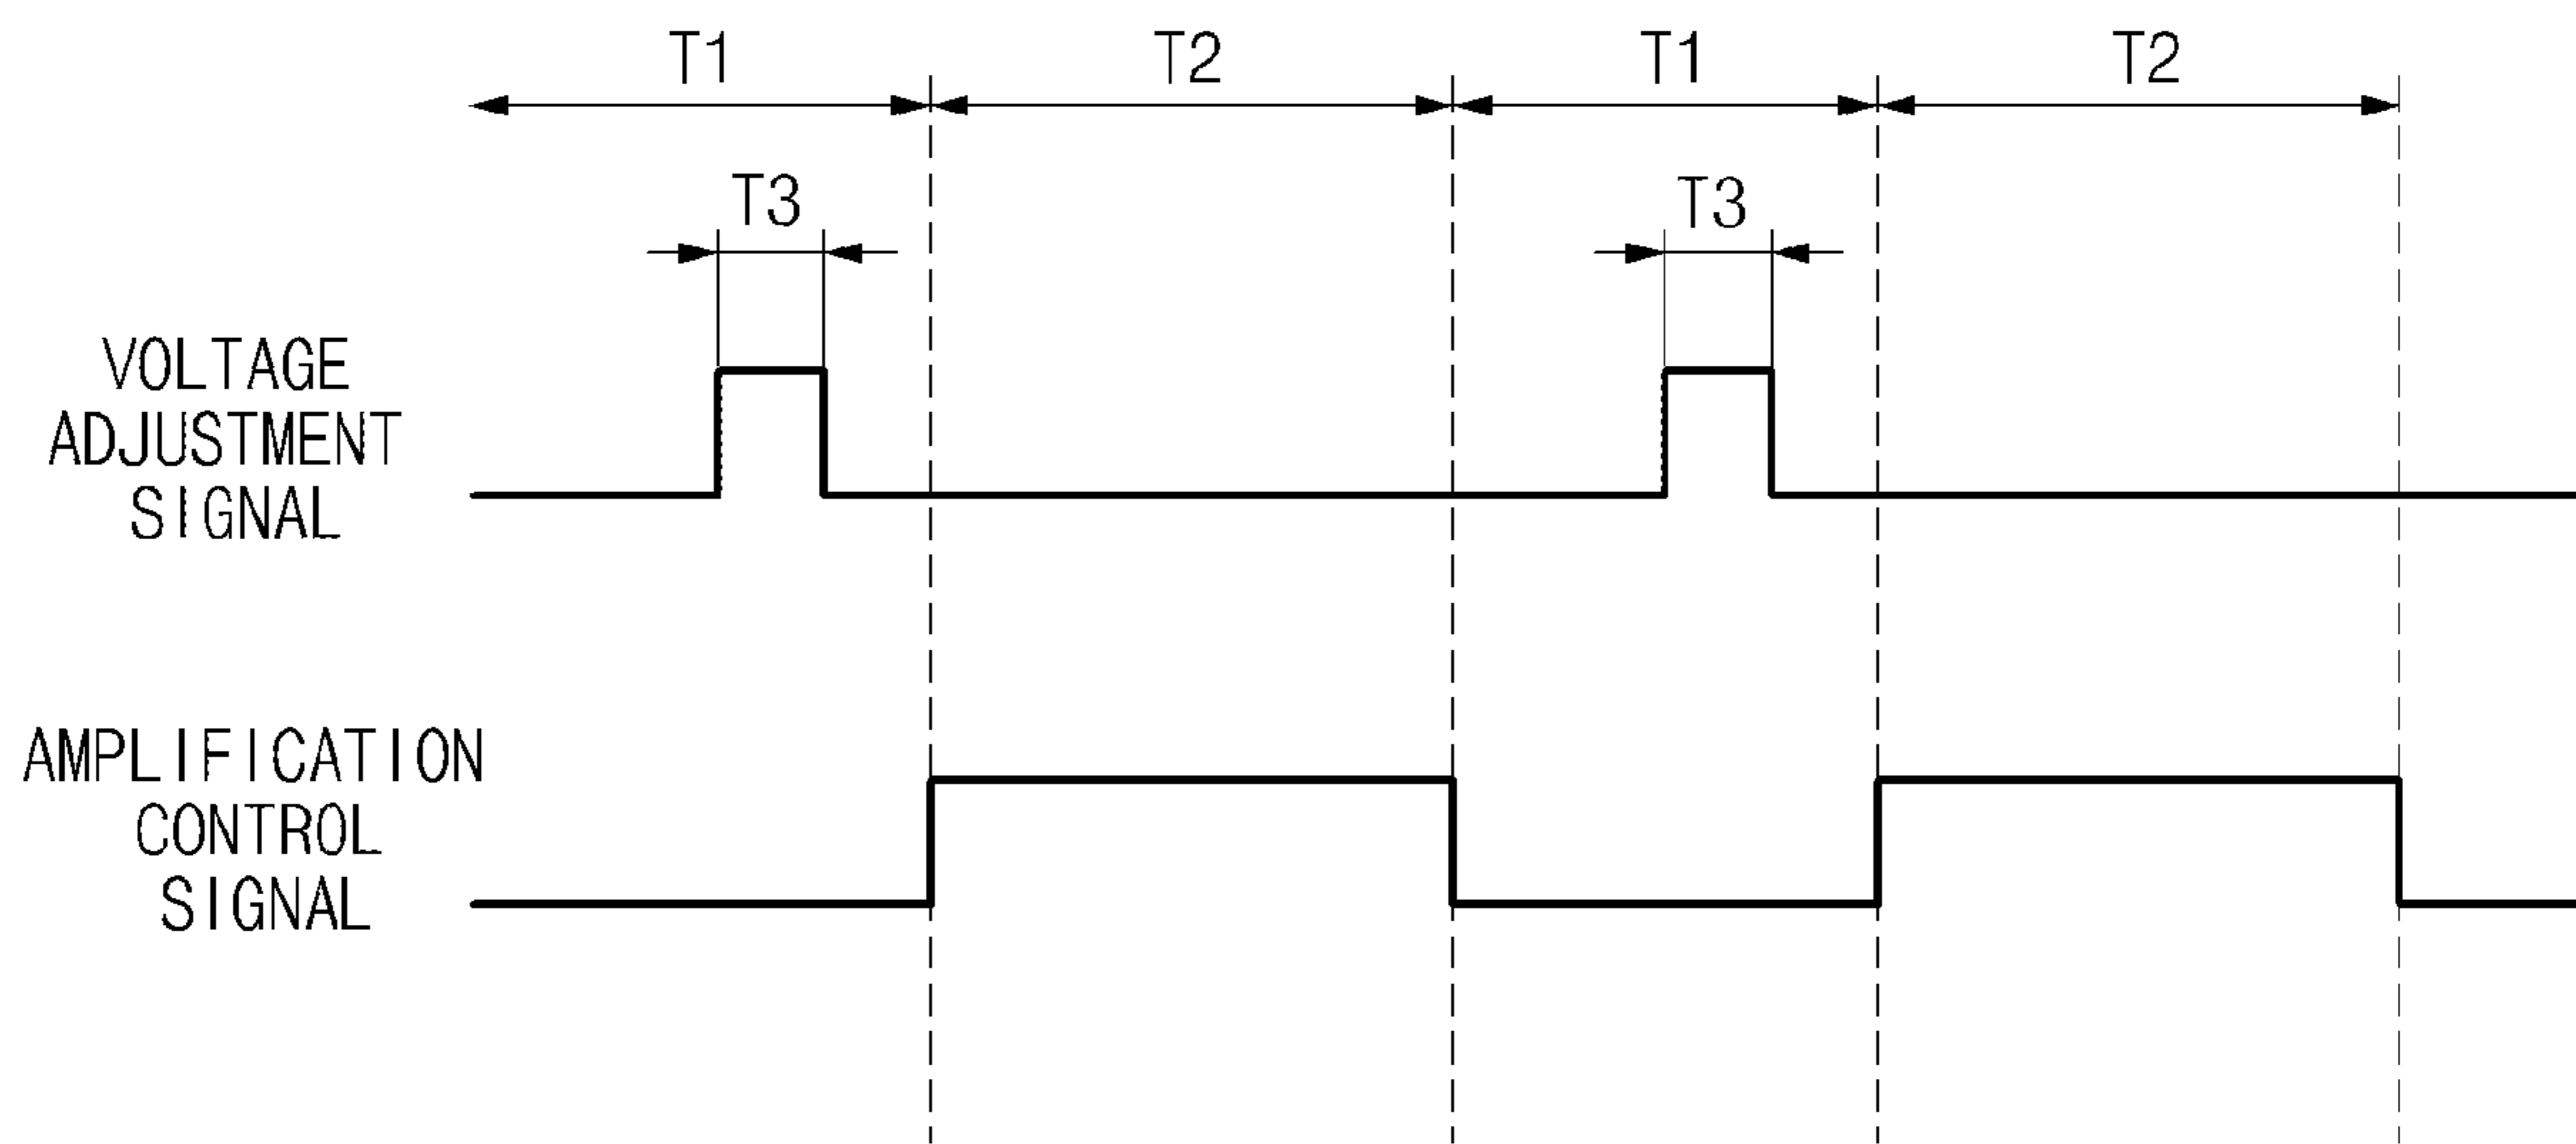 T1
T2
T1
T2
T3
T3
VOLTAGE
ADJUSTMENT
SIGNAL
AMPLIFICATION
CONTROL
SIGNAL